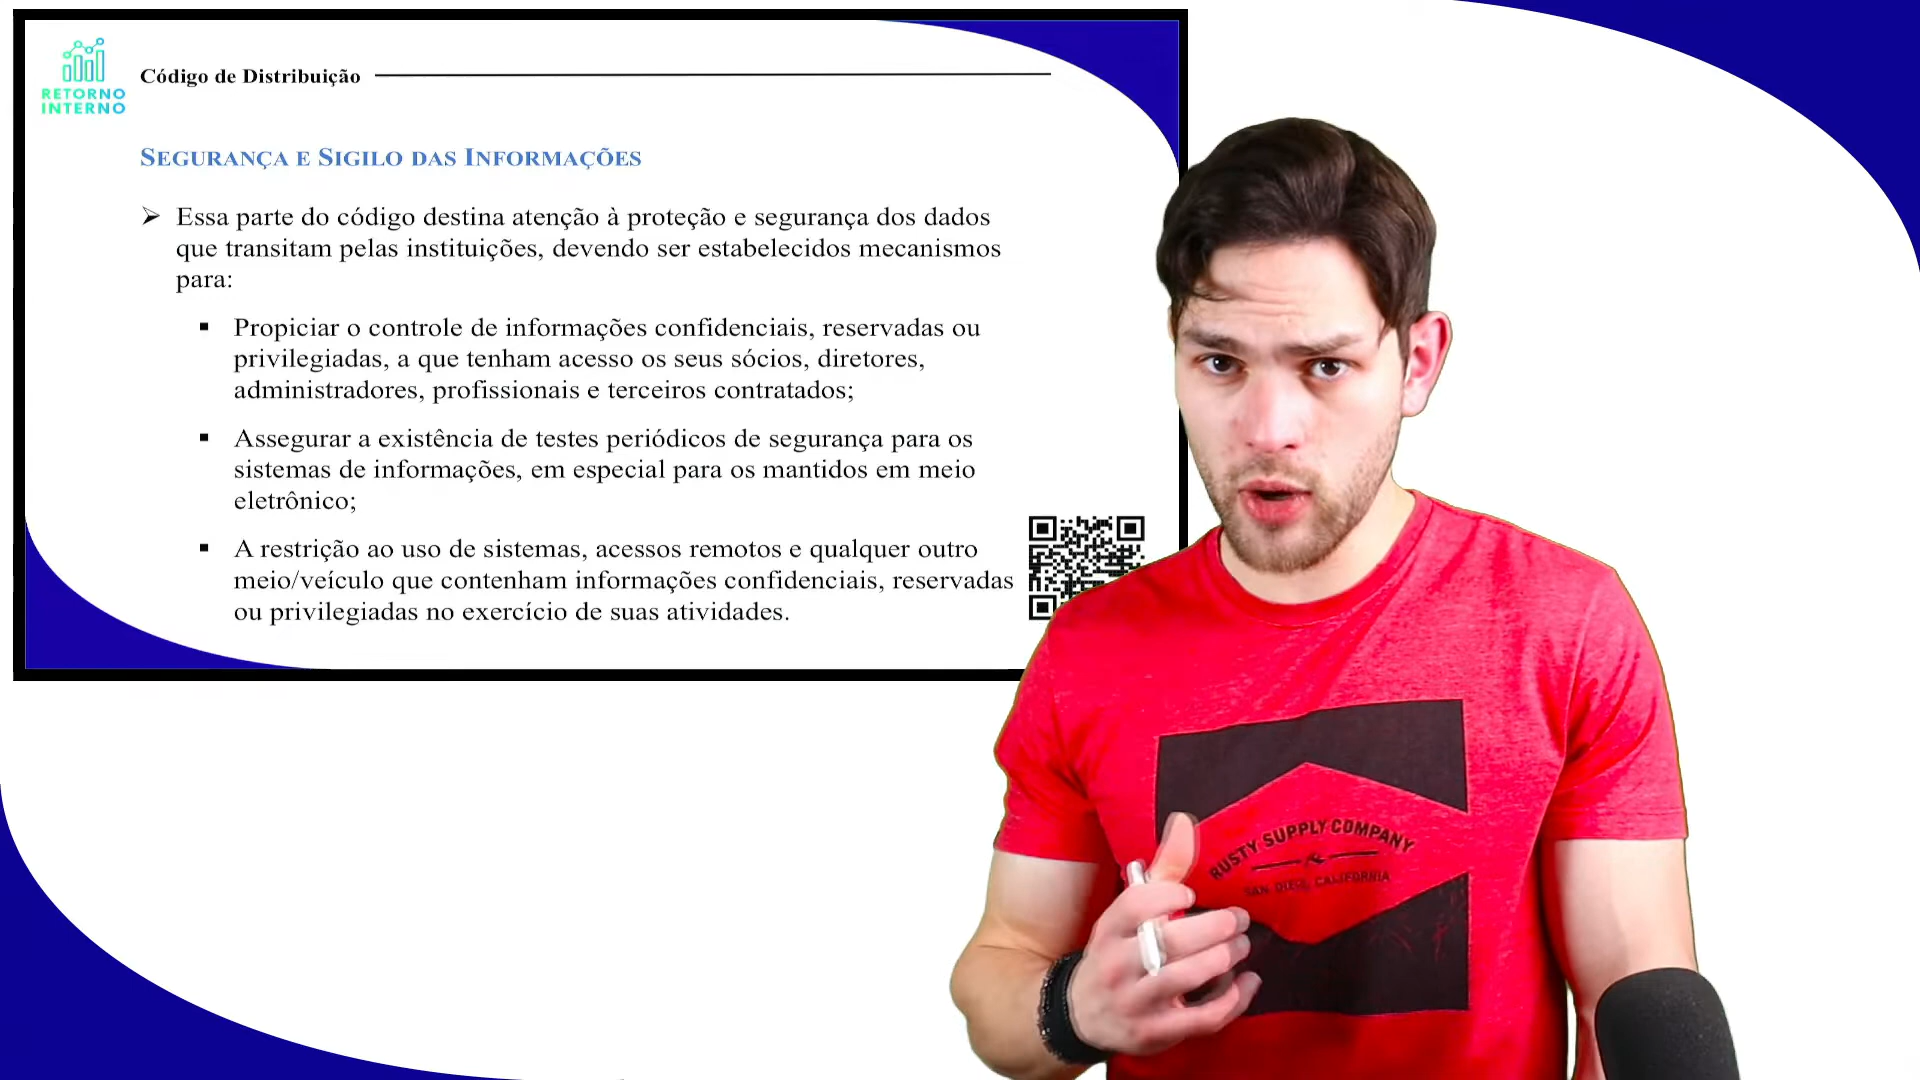 RETORNO
INTERNO
Código de Distribuição
SEGURANÇA E SIGILO DAS INFORMAÇÕES
Essa parte do código destina atenção à proteção e segurança dos dados
que transitam pelas instituições, devendo ser estabelecidos mecanismos
para:
Propiciar o controle de informações confidenciais, reservadas ou
privilegiadas, a que tenham acesso os seus sócios, diretores,
administradores, profissionais e terceiros contratados;
Assegurar a existência de testes periódicos de segurança para os
sistemas de informações, em especial para os mantidos em meio
eletrônico;
A restrição ao uso de sistemas, acessos remotos e qualquer outro
meio/veículo que contenham informações confidenciais, reservadas
ou privilegiadas no exercício de suas atividades.
RUSTY SUPPLY COMPANY
SAN DIEGO, CALIFORNIA